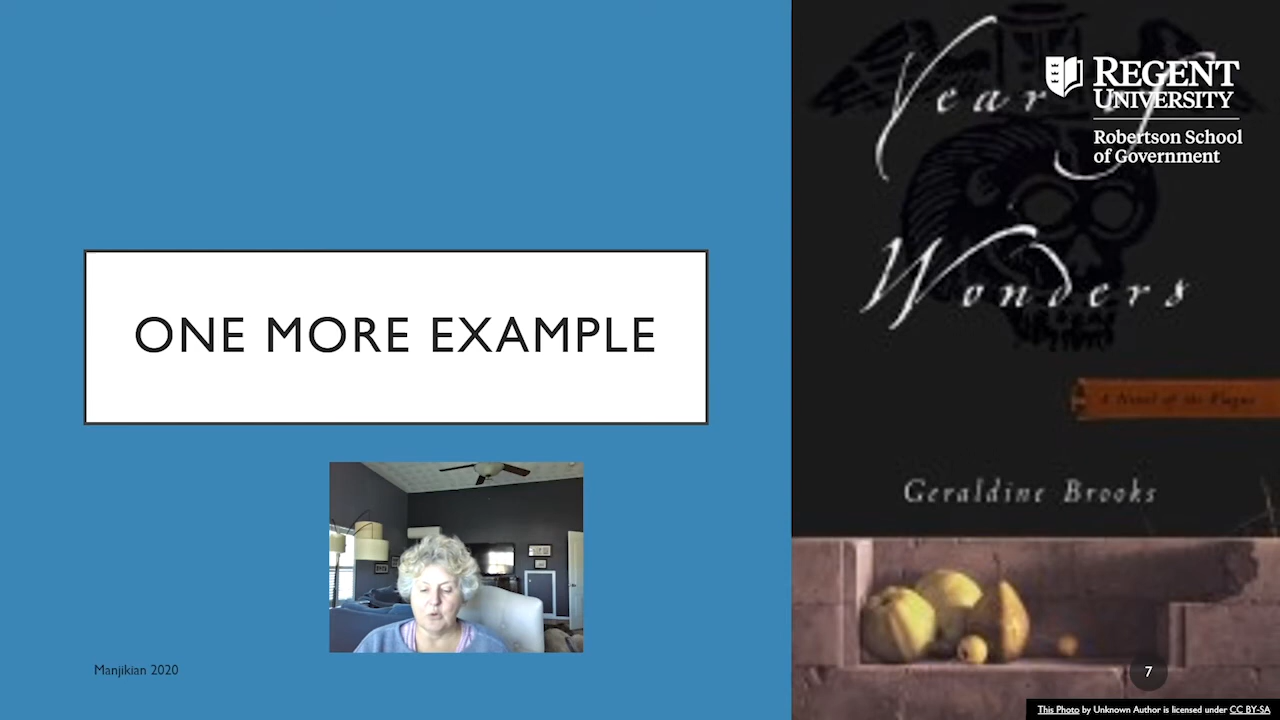 ONE MORE EXAMPLE
Manjikian 2020
Year of
Wonders
A Novel of the Plague
Geraldine Brooks
REGENT
UNIVERSITY
Robertson School
of Government
7
This Photo by Unknown Author is licensed under CC BY-SA